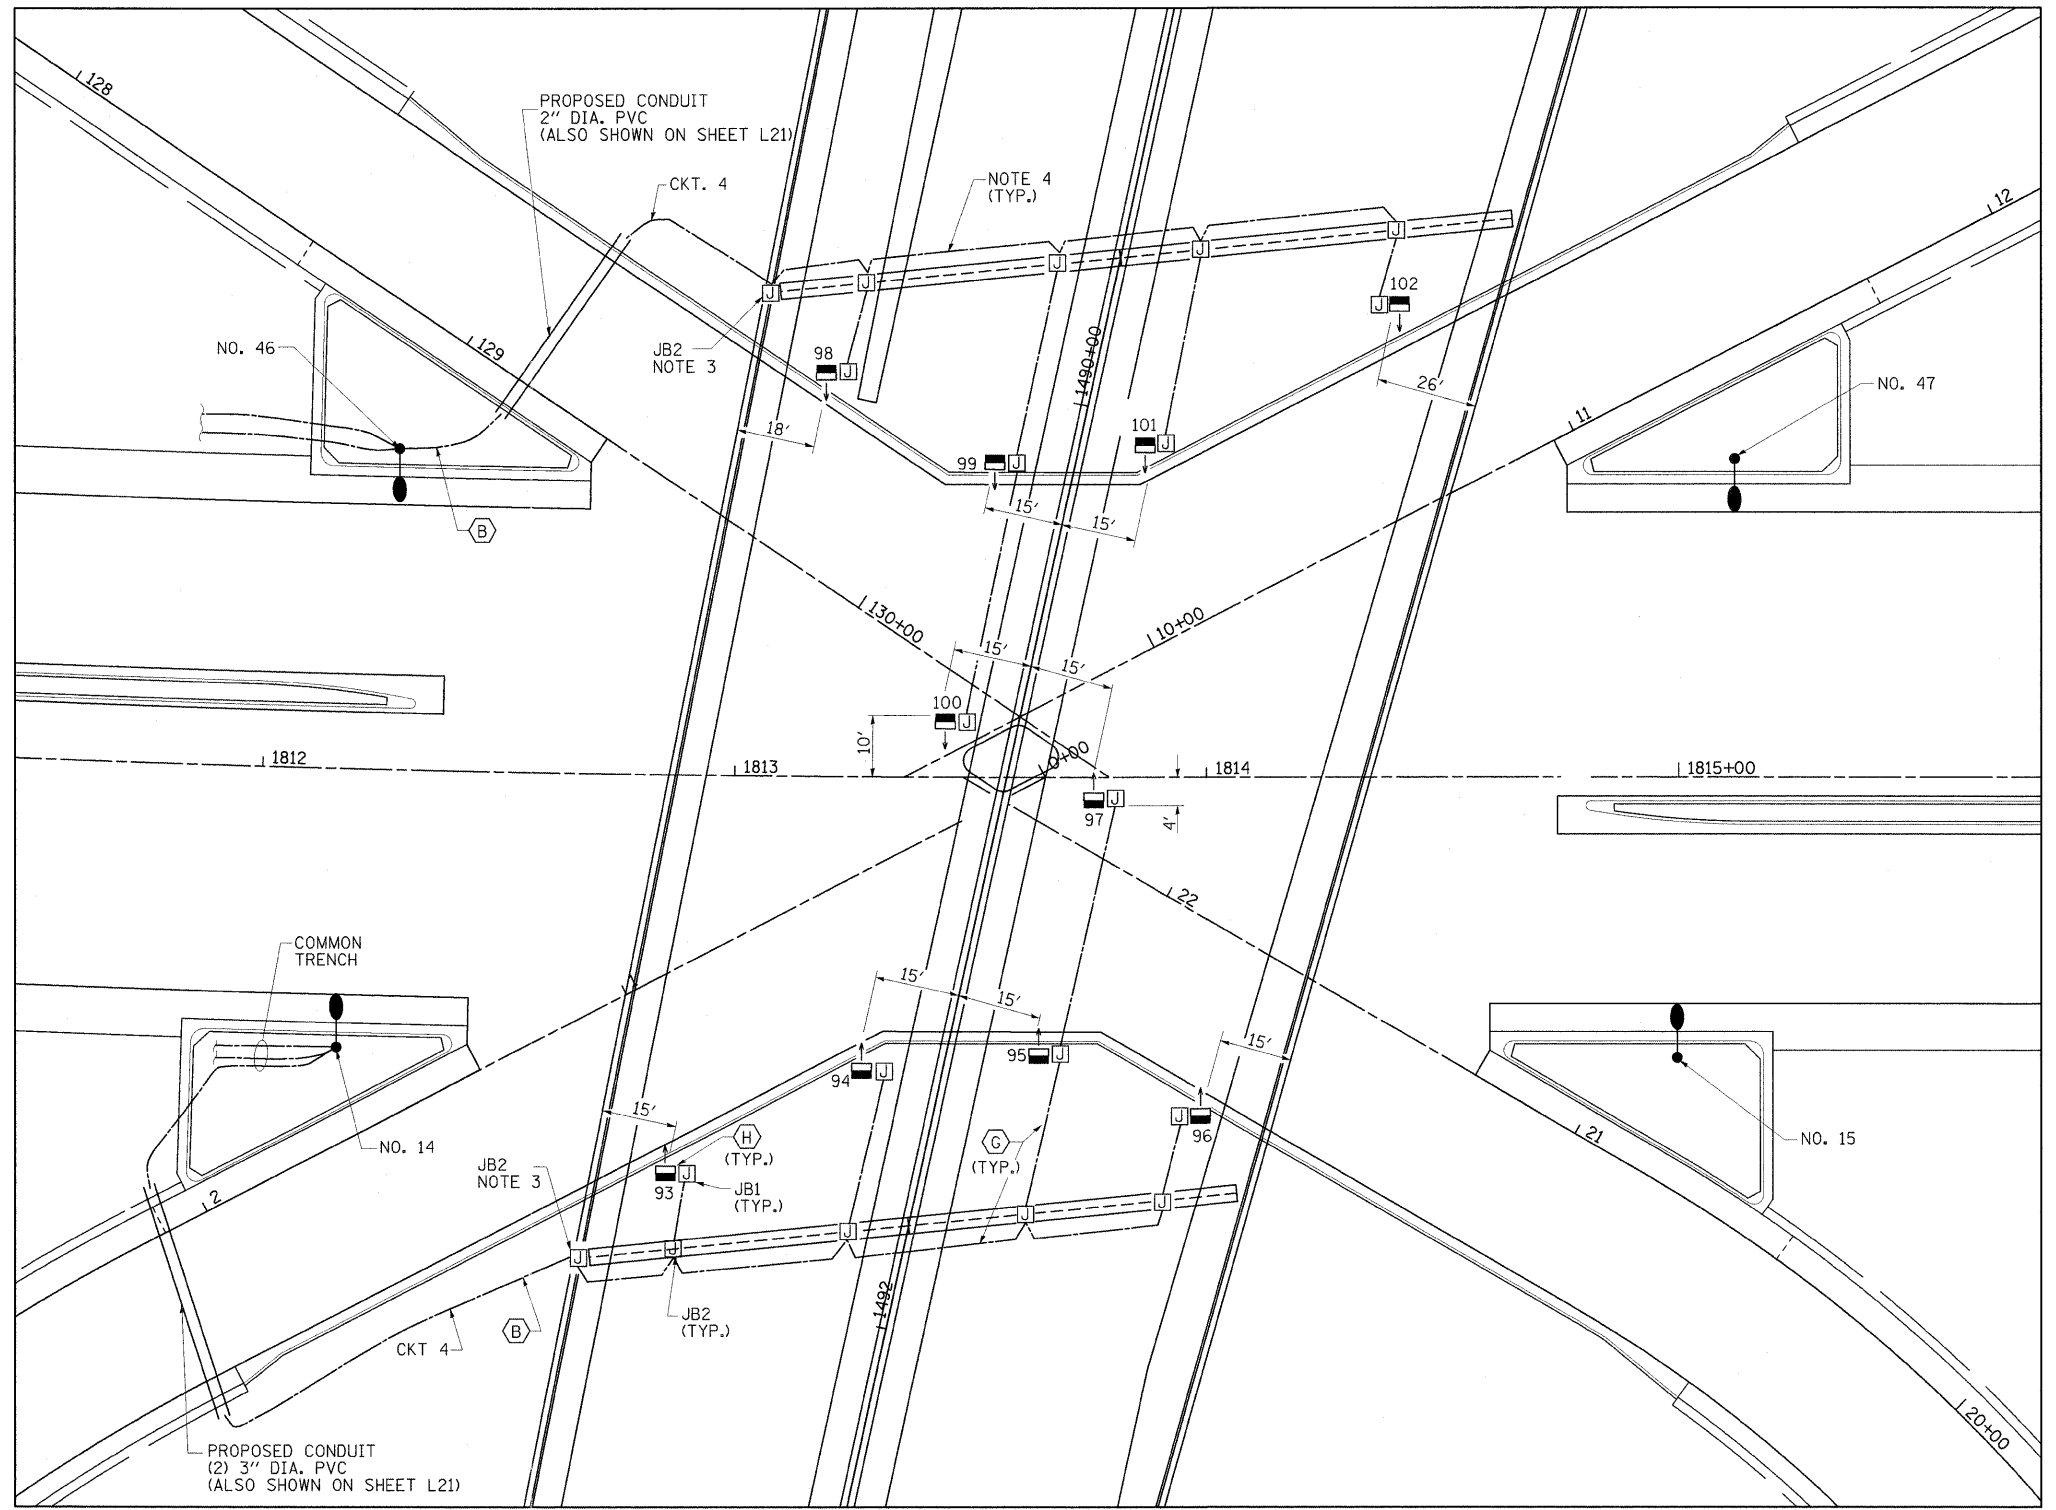 128
PROPOSED CONDUIT
2" DIA. PVC
(ALSO SHOWN ON SHEET L21)
CKT. 4
NOTE 4
(TYP.)
12
J
J
J
J
J
102
J
NO. 46
129
JB2
NOTE 3
98
J
1490+00
26'
NO. 47
11
18'
101
J
99
J
15'
15'
B
130+00
10+00
15'
15'
100
J
10'
0+00
1812
1813
1814
1815+00
97
J
4'
22
COMMON
TRENCH
1
15'
15'
95
J
94
J
15'
15'
NO. 14
H
(TYP.)
G
(TYP.)
J
96
21
NO. 15
JB2
NOTE 3
93
J
JB1
(TYP.)
2
J
J
J
J
J
1492
JB2
(TYP.)
B
CKT 4
20+00
PROPOSED CONDUIT
(2) 3" DIA. PVC
(ALSO SHOWN ON SHEET L21)